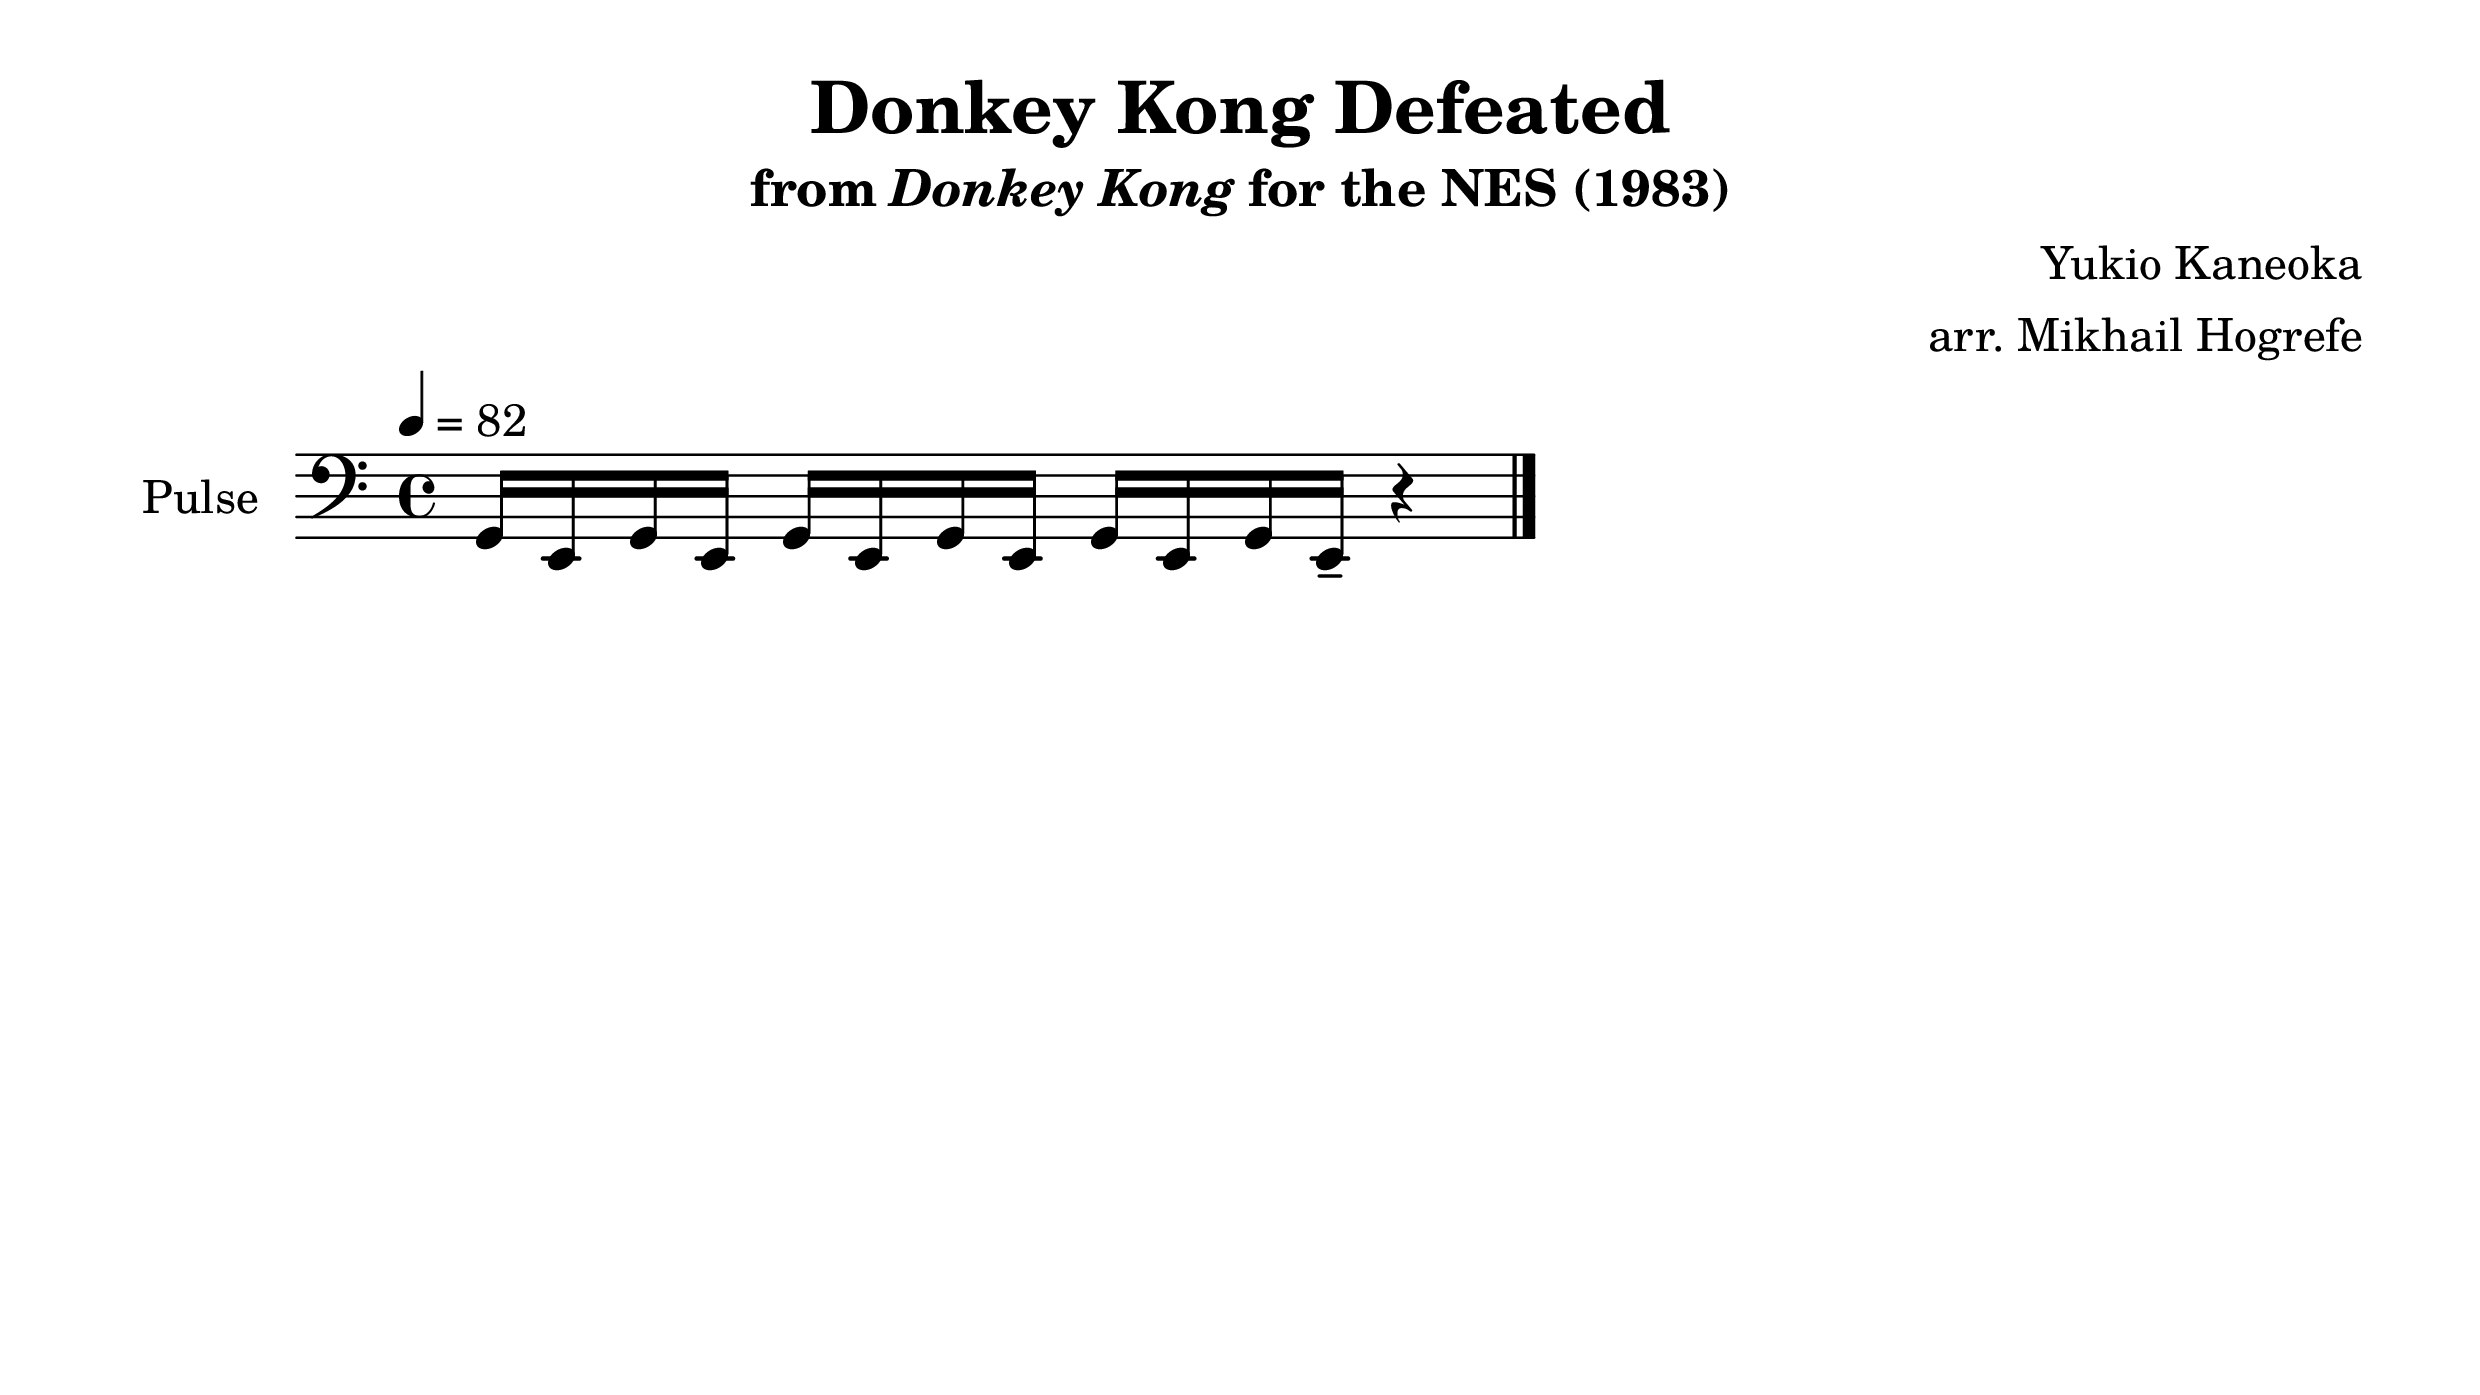 Donkey Kong Defeated
from Donkey Kong for the NES (1983)
Yukio Kaneoka
arr. Mikhail Hogrefe
= 82
Pulse